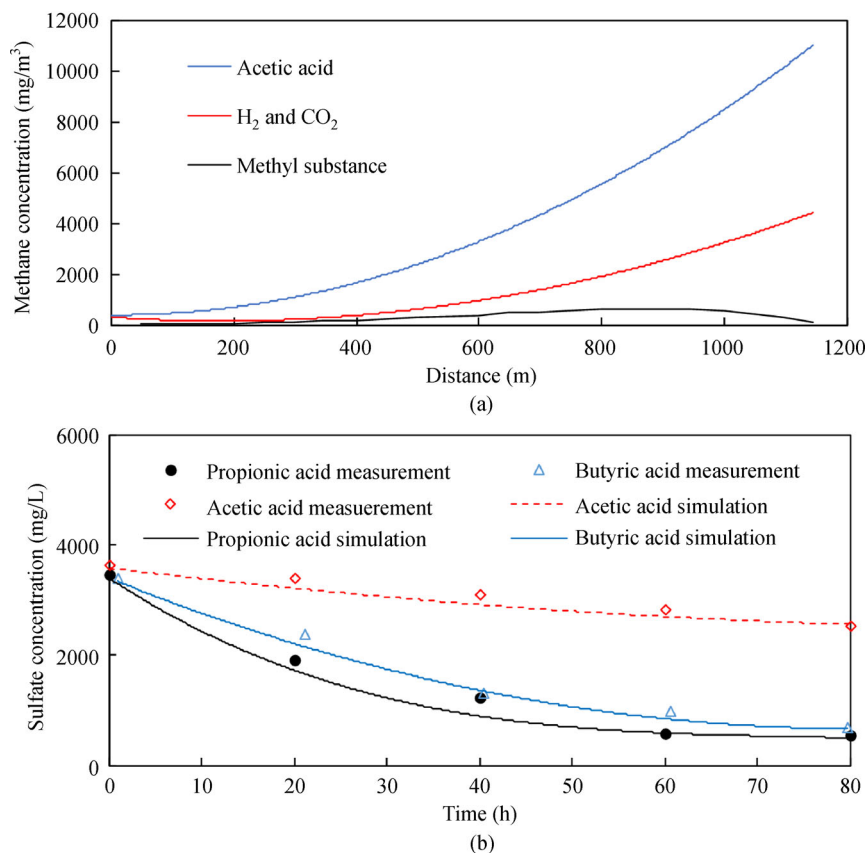 12000
10000
8000
6000
4000
2000
0
Methane concentration (mg/m³)
Acetic acid
H₂ and CO₂
Methyl substance
0 200 400 600 800 1000 1200
Distance (m)
(a)
6000
4000
2000
0
Sulfate concentration (mg/L)
Propionic acid measurement Butyric acid measurement
Acetic acid measuerement Acetic acid simulation
Propionic acid simulation Butyric acid simulation
0 10 20 30 40 50 60 70 80
Time (h)
(b)